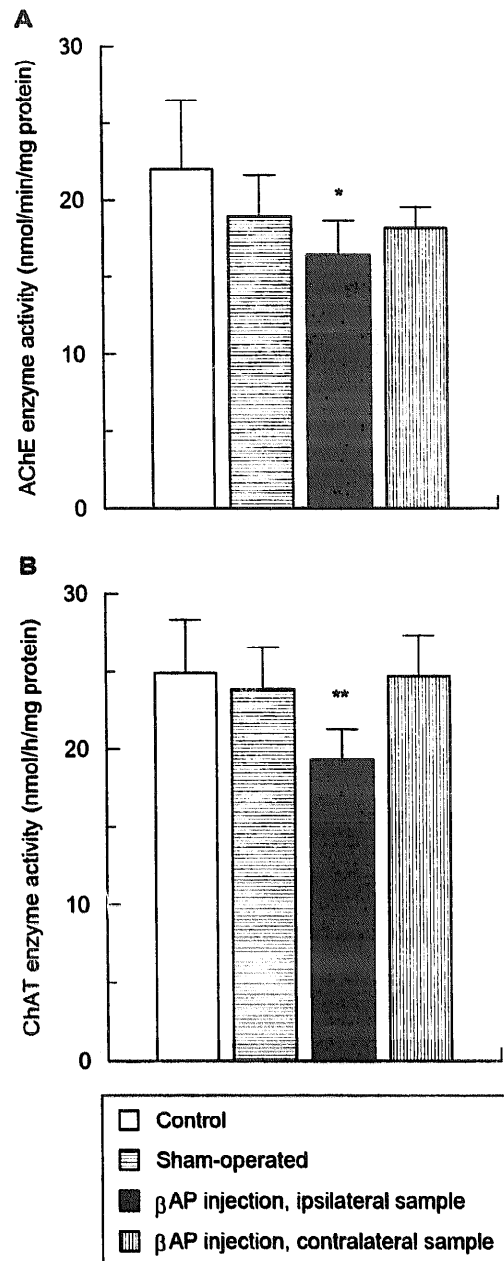 A
AChE enzyme activity (nmol/min/mg protein)
30
20
10
0
*
B
ChAT enzyme activity (nmol/h/mg protein)
30
20
10
0
**
Control
Sham-operated
βAP injection, ipsilateral sample
βAP injection, contralateral sample